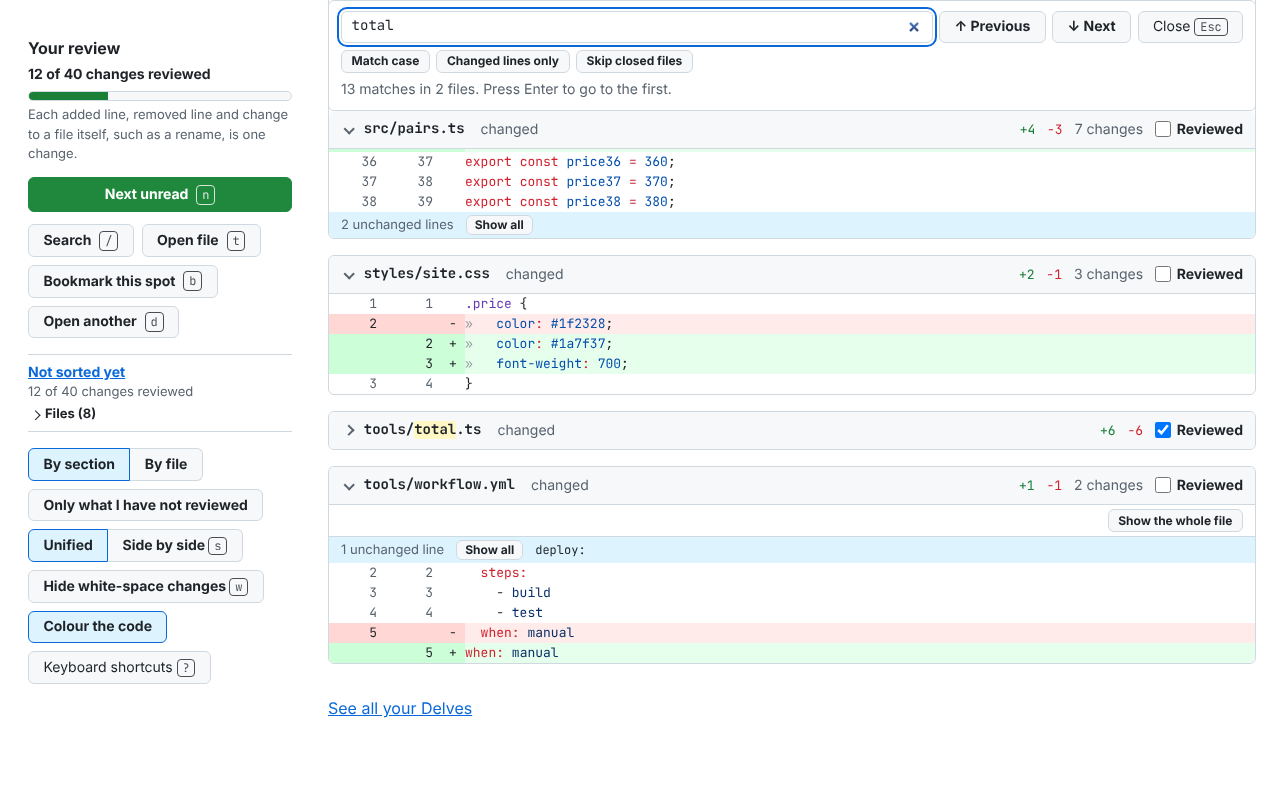 Your review
12 of 40 changes reviewed
Each added line, removed line and change
to a file itself, such as a rename, is one
change.
Next unread n
Search / Open file t
Bookmark this spot b
Open another d
Not sorted yet
12 of 40 changes reviewed
Files (8)
By section By file
Only what I have not reviewed
Unified Side by side s
Hide white-space changes w
Colour the code
Keyboard shortcuts ?
total × ↑ Previous ↓ Next Close Esc
Match case Changed lines only Skip closed files
13 matches in 2 files. Press Enter to go to the first.
src/pairs.ts changed +4 -3 7 changes Reviewed
36 37 export const price36 = 360;
37 38 export const price37 = 370;
38 39 export const price38 = 380;
2 unchanged lines Show all
styles/site.css changed +2 -1 3 changes Reviewed
1 1 .price {
2 - » color: #1f2328;
2 + » color: #1a7f37;
3 + » font-weight: 700;
3 4 }
tools/total.ts changed +6 -6 Reviewed
tools/workflow.yml changed +1 -1 2 changes Reviewed
Show the whole file
1 unchanged line Show all deploy:
2 2 steps:
3 3 - build
4 4 - test
5 - when: manual
5 + when: manual
See all your Delves